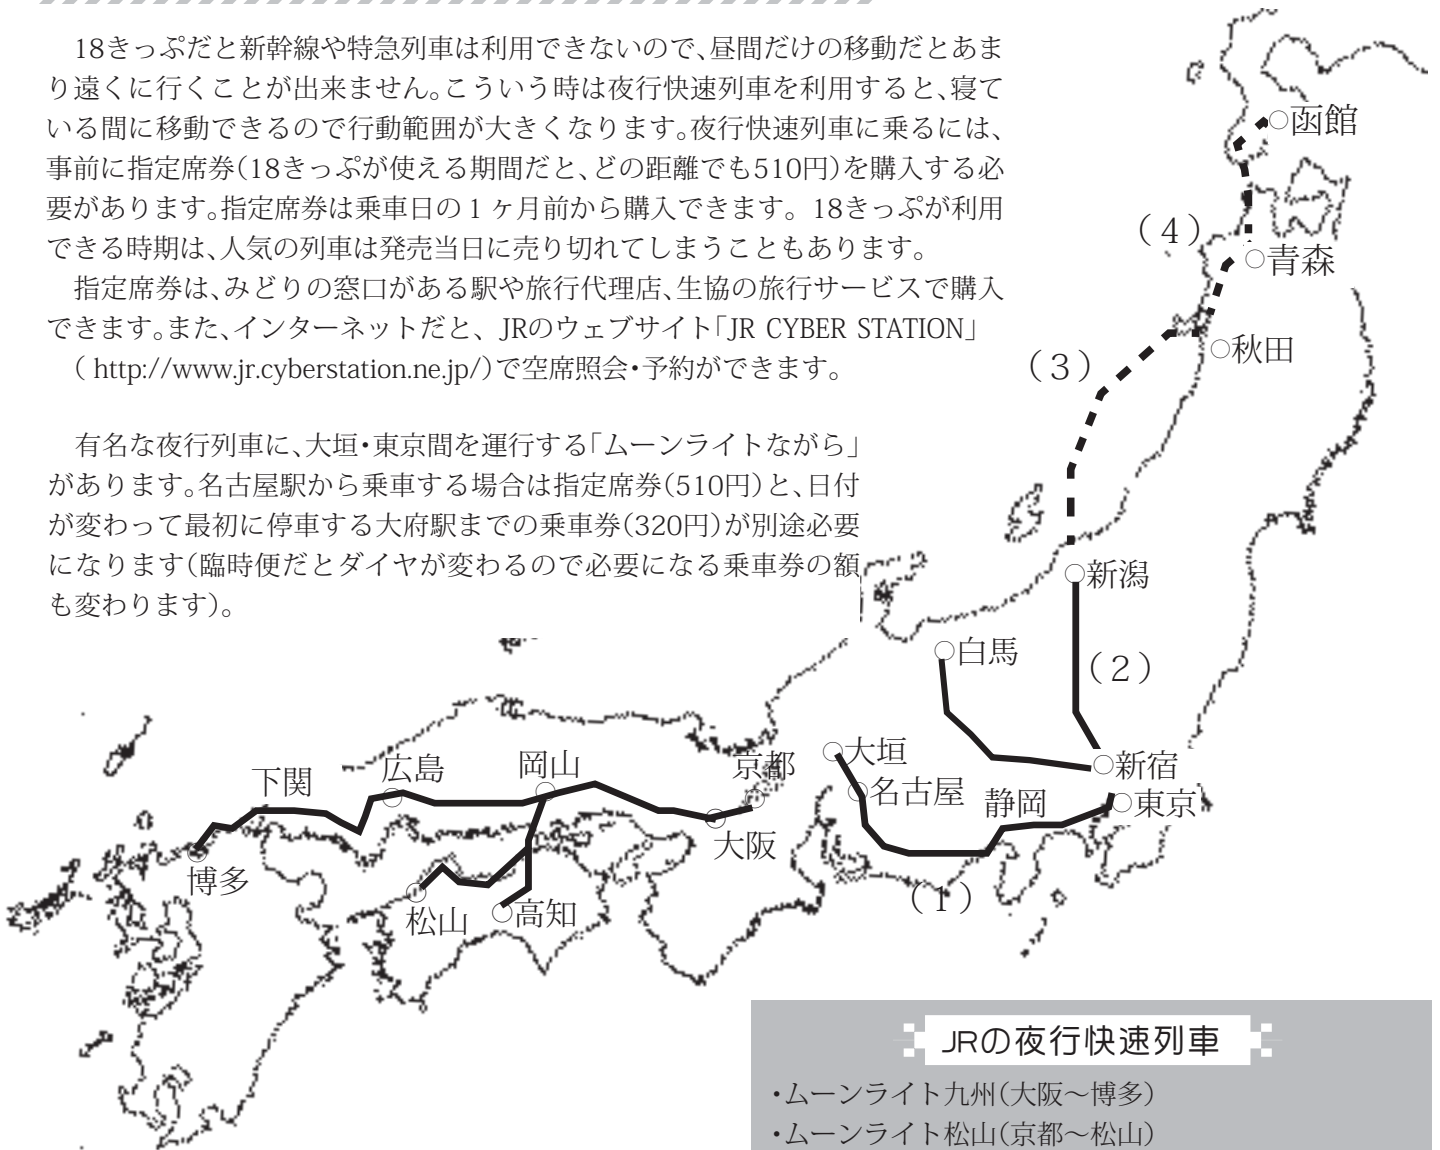 18きっぷだと新幹線や特急列車は利用できないので、昼間だけの移動だとあま
り遠くに行くことが出来ません。こういう時は夜行快速列車を利用すると、寝て
いる間に移動できるので行動範囲が大きくなります。夜行快速列車に乗るには、
事前に指定席券(18きっぷが使える期間だと、どの距離でも510円)を購入する必
要があります。指定席券は乗車日の1ヶ月前から購入できます。18きっぷが利用
できる時期は、人気の列車は発売当日に売り切れてしまうこともあります。
指定席券は、みどりの窓口がある駅や旅行代理店、生協の旅行サービスで購入
できます。また、インターネットだと、JRのウェブサイト「JR CYBER STATION」
( http://www.jr.cyberstation.ne.jp/)で空席照会・予約ができます。
有名な夜行列車に、大垣・東京間を運行する「ムーンライトながら」
があります。名古屋駅から乗車する場合は指定席券(510円)と、日付
が変わって最初に停車する大府駅までの乗車券(320円)が別途必要
になります(臨時便だとダイヤが変わるので必要になる乗車券の額
も変わります)。
函館
(4)
青森
(3)
秋田
新潟
白馬
(2)
大垣
新宿
京都
岡山
広島
下関
名古屋
静岡
東京
大阪
博多
松山
高知
(1)
JRの夜行快速列車
・ムーンライト九州(大阪〜博多)
・ムーンライト松山(京都〜松山)